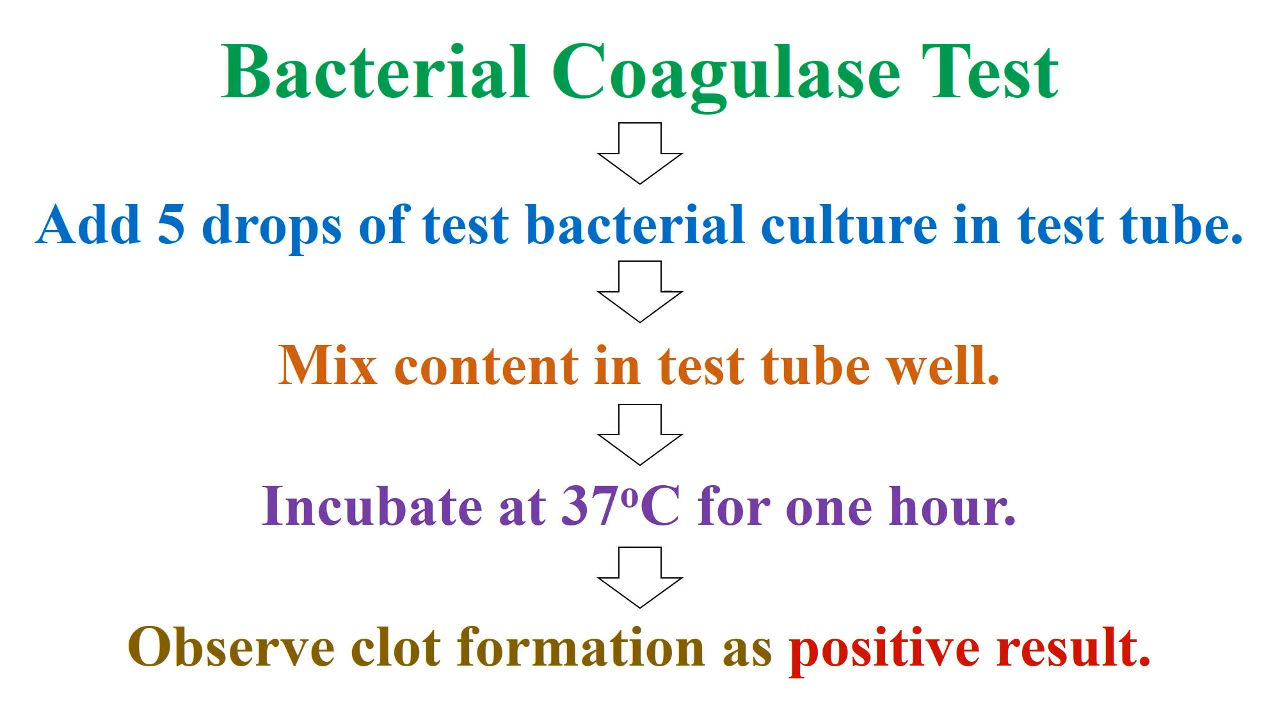 Bacterial Coagulase Test
Add 5 drops of test bacterial culture in test tube.
Mix content in test tube well.
Incubate at 37ºC for one hour.
Observe clot formation as positive result.